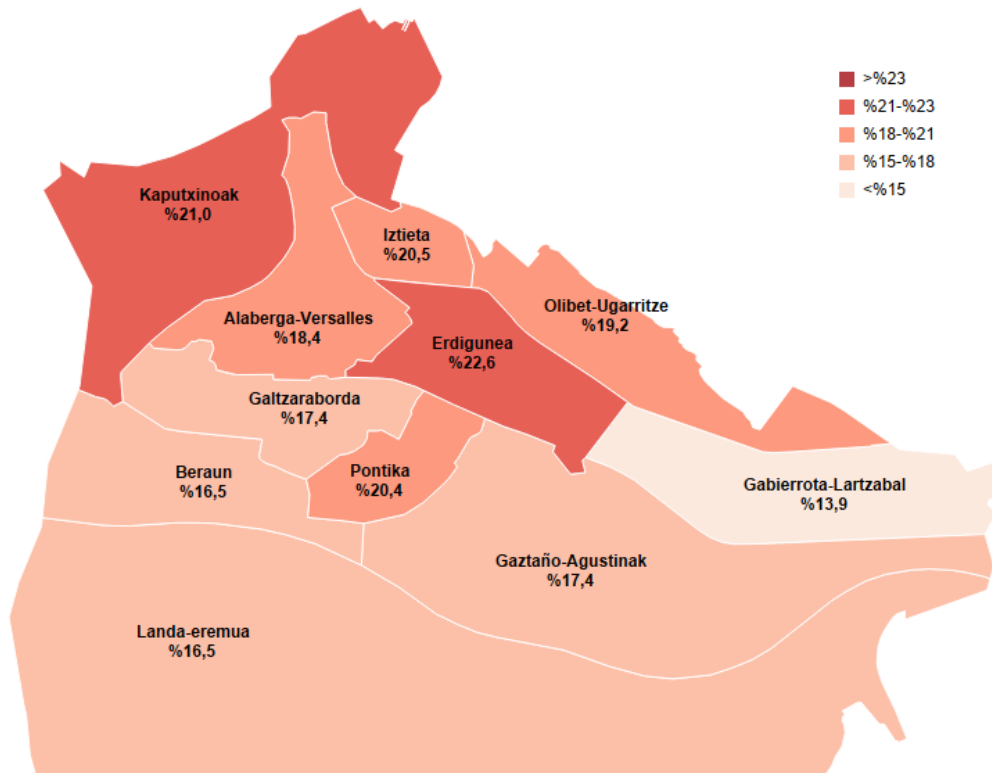 >%23
%21-%23
%18-%21
%15-%18
<%15
Kaputxinoak
%21,0
Iztieta
%20,5
Olibet-Ugarritze
%19,2
Alaberga-Versalles
%18,4
Erdigunea
%22,6
Galtzaraborda
%17,4
Beraun
%16,5
Pontika
%20,4
Gabierrota-Lartzabal
%13,9
Gaztaño-Agustinak
%17,4
Landa-eremua
%16,5